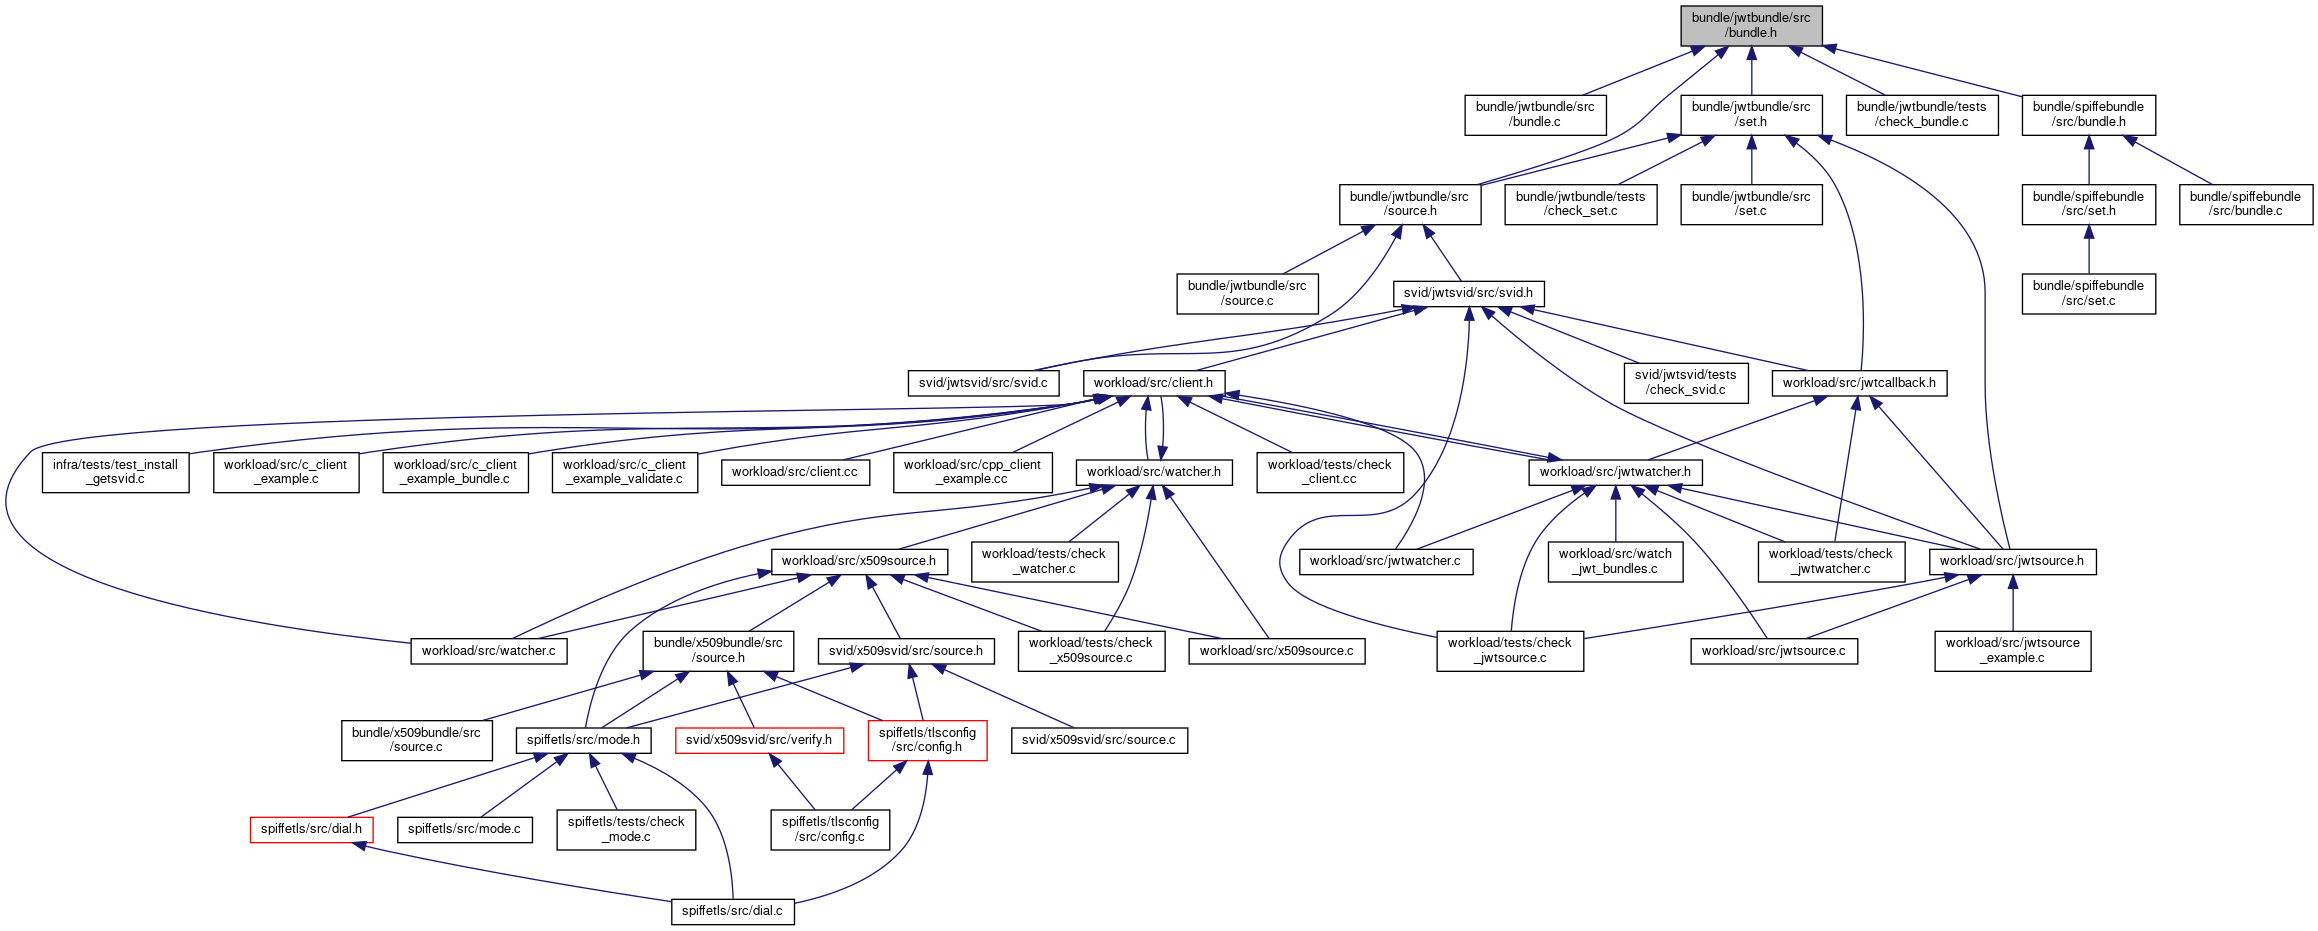 bundle/jwtbundle/src
/bundle.h
bundle/jwtbundle/src
/bundle.c
bundle/jwtbundle/src
/set.h
bundle/jwtbundle/tests
/check_bundle.c
bundle/spiffebundle
/src/bundle.h
bundle/jwtbundle/src
/source.h
bundle/jwtbundle/tests
/check_set.c
bundle/jwtbundle/src
/set.c
bundle/spiffebundle
/src/set.h
bundle/spiffebundle
/src/bundle.c
bundle/jwtbundle/src
/source.c
svid/jwtsvid/src/svid.h
bundle/spiffebundle
/src/set.c
svid/jwtsvid/src/svid.c
workload/src/client.h
svid/jwtsvid/tests
/check_svid.c
workload/src/jwtcallback.h
infra/tests/test_install
_getsvid.c
workload/src/c_client
_example.c
workload/src/c_client
_example_bundle.c
workload/src/c_client
_example_validate.c
workload/src/client.cc
workload/src/cpp_client
_example.cc
workload/src/watcher.h
workload/tests/check
_client.cc
workload/src/jwtwatcher.h
workload/src/x509source.h
workload/tests/check
_watcher.c
workload/src/jwtwatcher.c
workload/src/watch
_jwt_bundles.c
workload/tests/check
_jwtwatcher.c
workload/src/jwtsource.h
workload/src/watcher.c
bundle/x509bundle/src
/source.h
svid/x509svid/src/source.h
workload/tests/check
_x509source.c
workload/src/x509source.c
workload/tests/check
_jwtsource.c
workload/src/jwtsource.c
workload/src/jwtsource
_example.c
bundle/x509bundle/src
/source.c
spiffetls/src/mode.h
svid/x509svid/src/verify.h
spiffetls/tlsconfig
/src/config.h
svid/x509svid/src/source.c
spiffetls/src/dial.h
spiffetls/src/mode.c
spiffetls/tests/check
_mode.c
spiffetls/tlsconfig
/src/config.c
spiffetls/src/dial.c